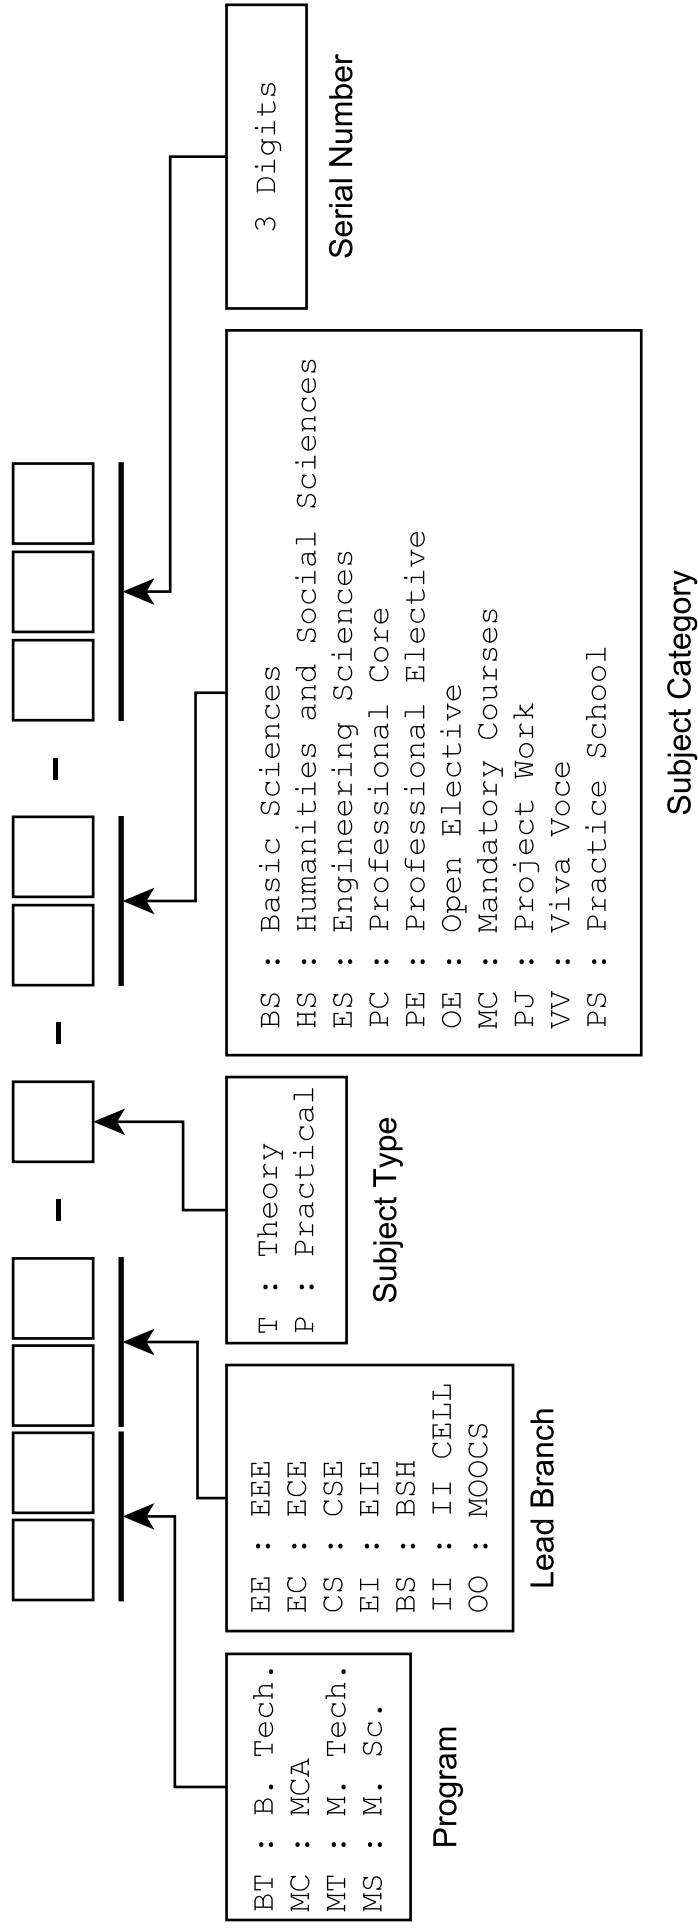 BT : B. Tech.
MC : MCA
MT : M. Tech.
MS : M. Sc.
Program
EE : EEE
EC : ECE
CS : CSE
EI : EIE
BS : BSH
II : II CELL
OO : MOOCS
Lead Branch
T : Theory
P : Practical
Subject Type
BS : Basic Sciences
HS : Humanities and Social Sciences
ES : Engineering Sciences
PC : Professional Core
PE : Professional Elective
OE : Open Elective
MC : Mandatory Courses
PJ : Project Work
VV : Viva Voce
PS : Practice School
Subject Category
3 Digits
Serial Number